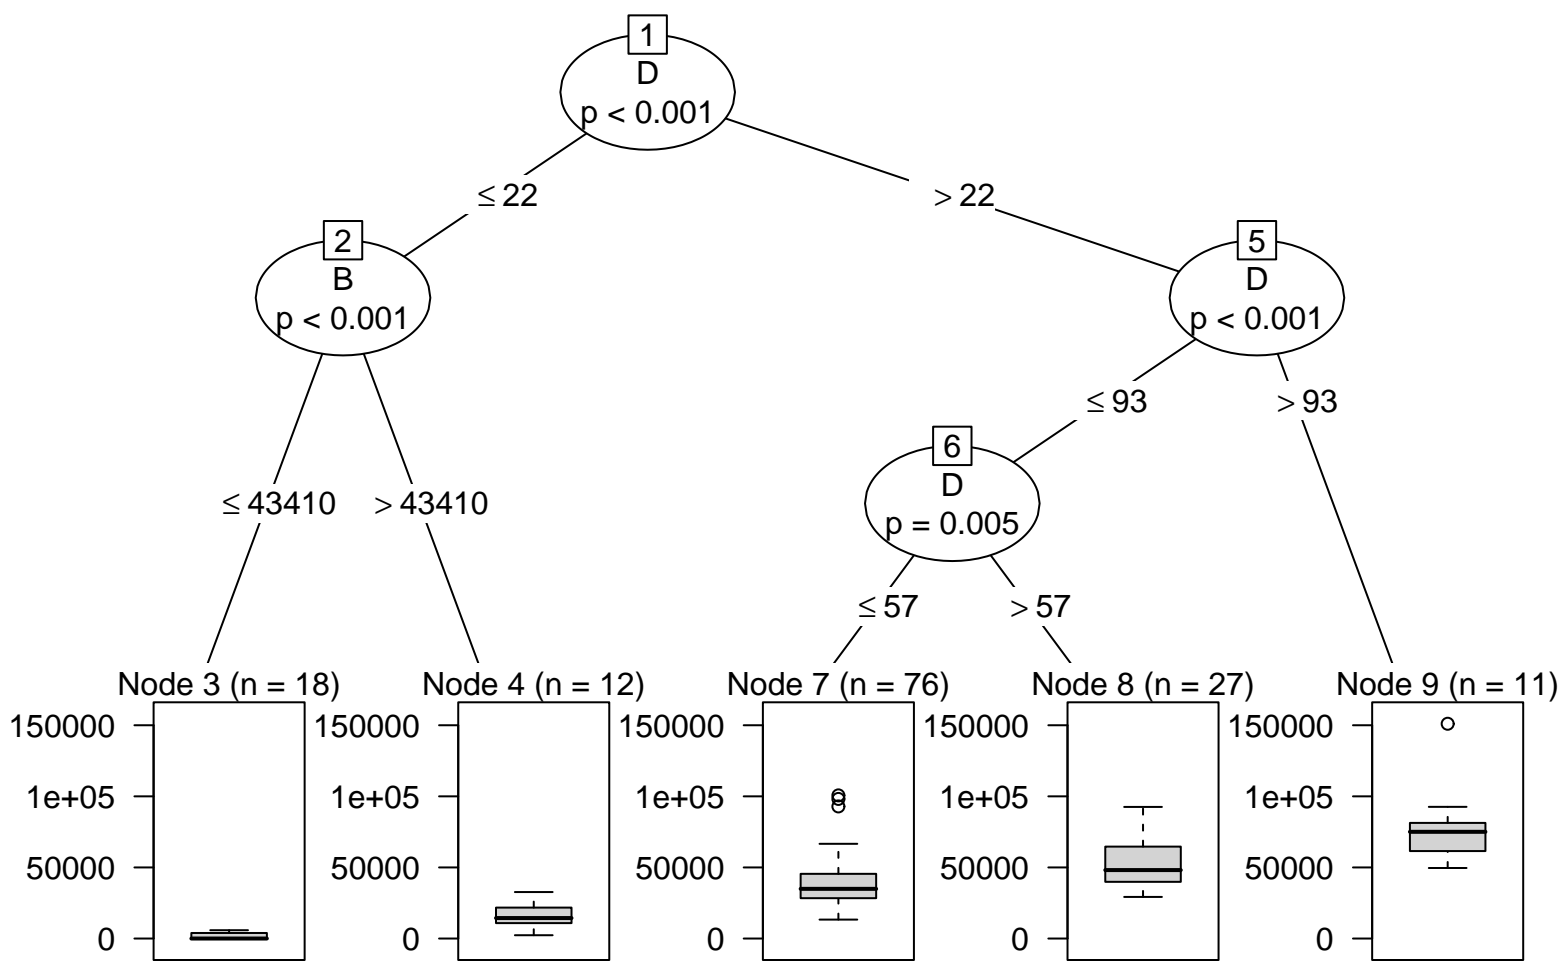 1
D
p < 0.001
≤ 22
> 22
2
B
p < 0.001
5
D
p < 0.001
≤ 93
> 93
6
D
p = 0.005
≤ 43410
> 43410
≤ 57
> 57
Node 3 (n = 18)
150000
1e+05
50000
0
Node 4 (n = 12)
150000
1e+05
50000
0
Node 7 (n = 76)
150000
1e+05
50000
0
Node 8 (n = 27)
150000
1e+05
50000
0
Node 9 (n = 11)
150000
1e+05
50000
0